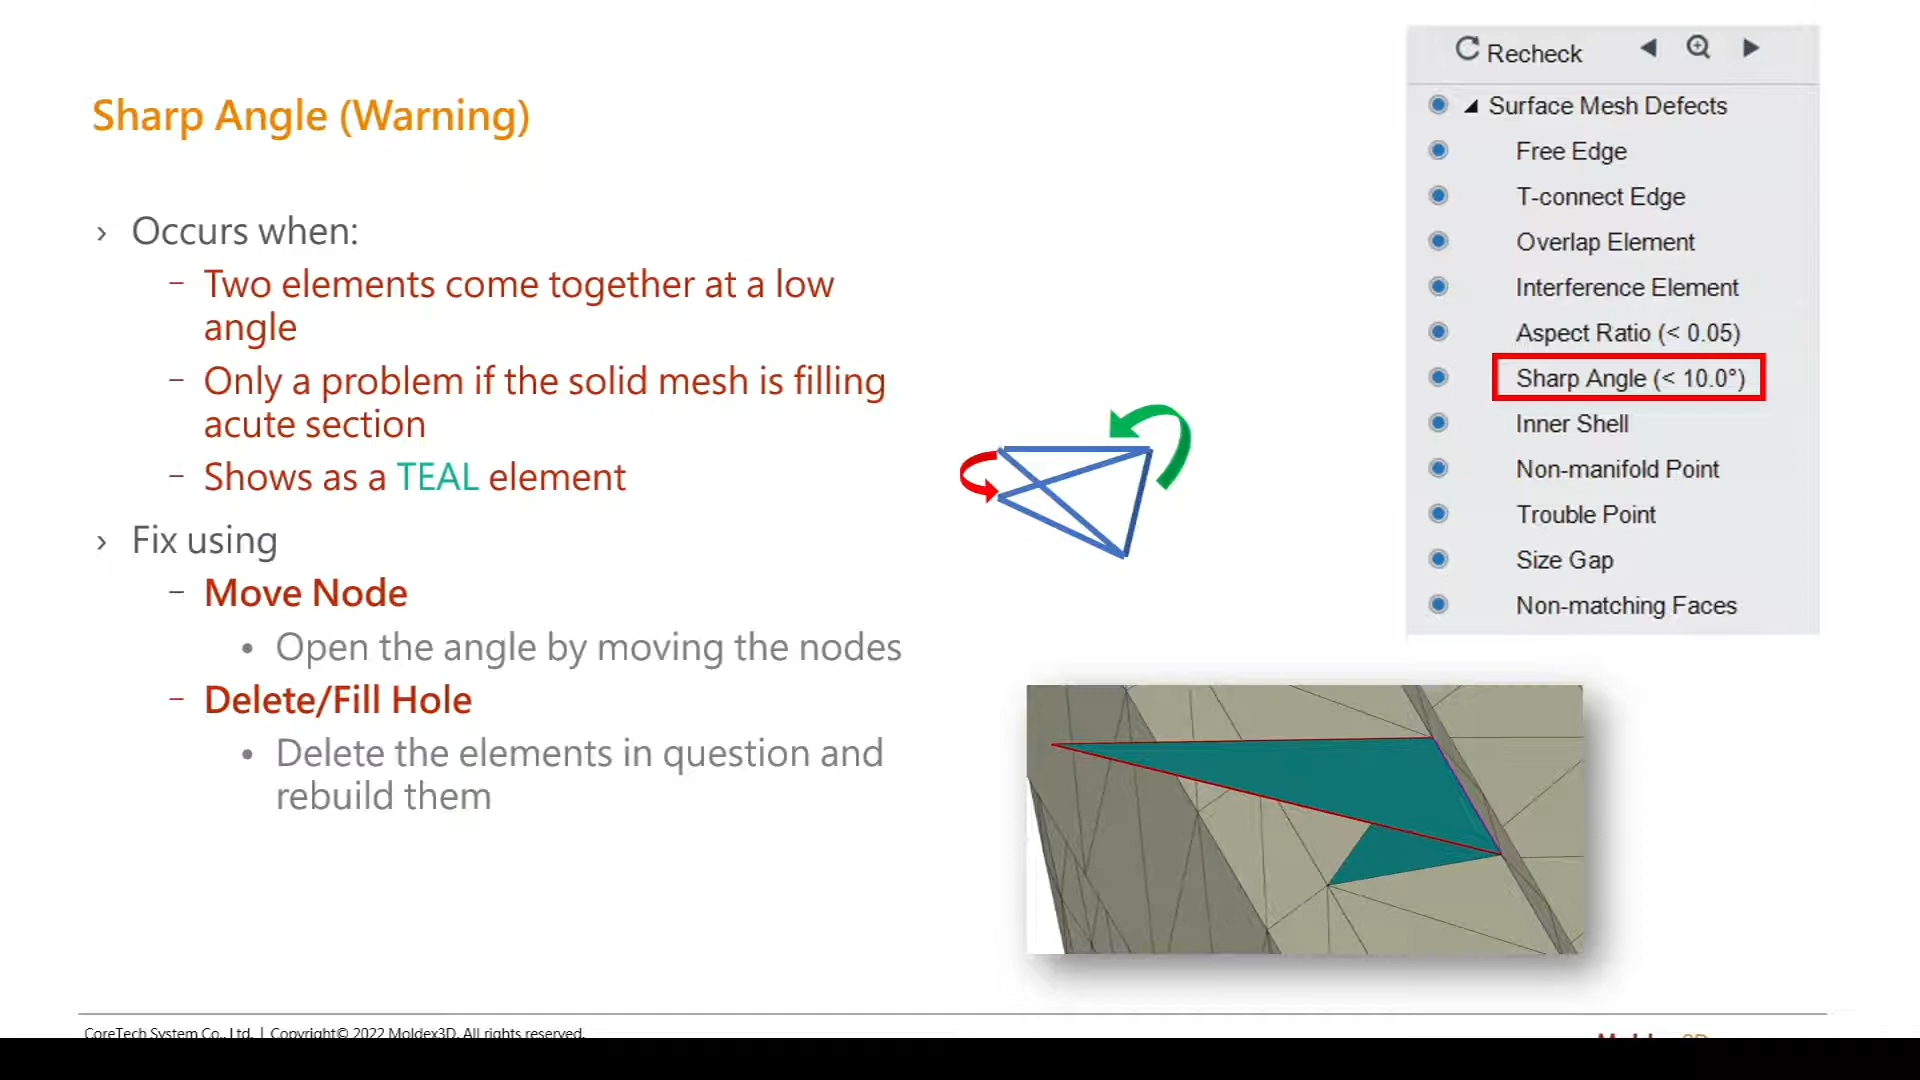 Sharp Angle (Warning)
› Occurs when:
- Two elements come together at a low
angle
- Only a problem if the solid mesh is filling
acute section
- Shows as a TEAL element
› Fix using
- Move Node
• Open the angle by moving the nodes
- Delete/Fill Hole
• Delete the elements in question and
rebuild them
Recheck
Surface Mesh Defects
Free Edge
T-connect Edge
Overlap Element
Interference Element
Aspect Ratio (< 0.05)
Sharp Angle (< 10.0°)
Inner Shell
Non-manifold Point
Trouble Point
Size Gap
Non-matching Faces
CoreTech System Co., Ltd. | Copyright© 2022 Moldex3D. All rights reserved.